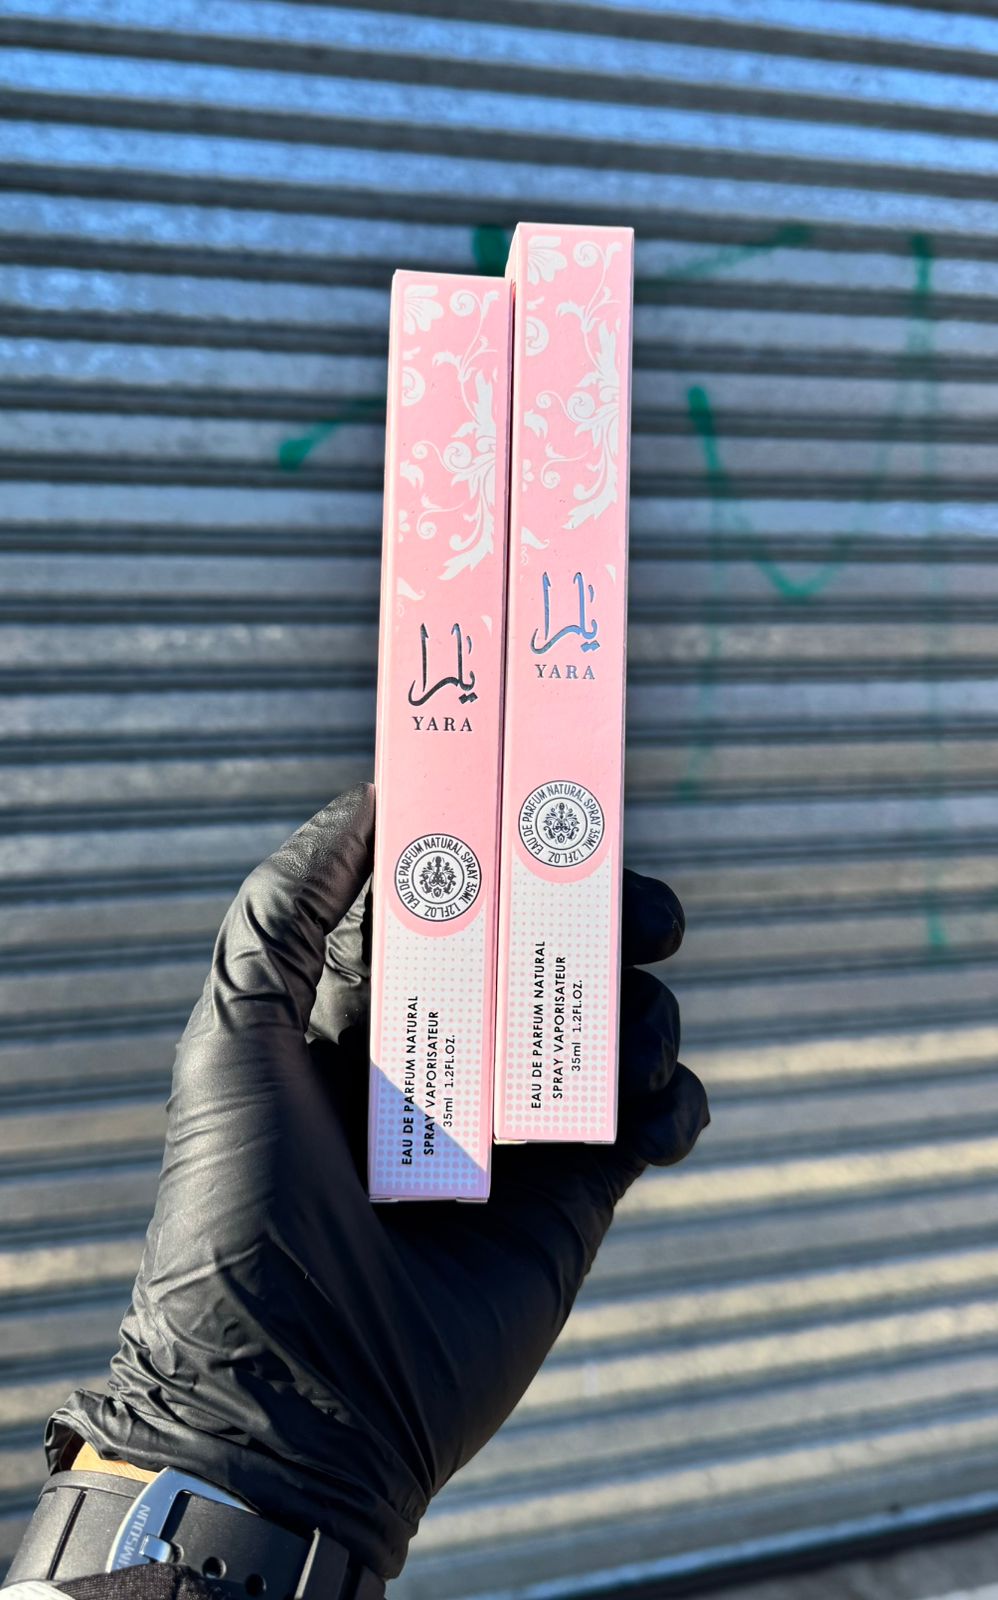 يارا
YARA
EAU DE PARFUM NATURAL SPRAY 35ML 1.2FL.OZ
EAU DE PARFUM NATURAL
SPRAY VAPORISATEUR
35ml 1.2FL.OZ.
يارا
YARA
EAU DE PARFUM NATURAL SPRAY 35ML 1.2FL.OZ
EAU DE PARFUM NATURAL
SPRAY VAPORISATEUR
35ml 1.2FL.OZ.